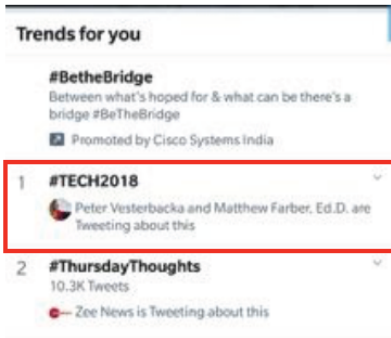 Trends for you
#BetheBridge
Between what's hoped for & what can be there's a
bridge #BeTheBridge
Promoted by Cisco Systems India
1 #TECH2018
Peter Vesterbacka and Matthew Farber, Ed.D. are
Tweeting about this
2 #ThursdayThoughts
10.3K Tweets
Zee News is Tweeting about this